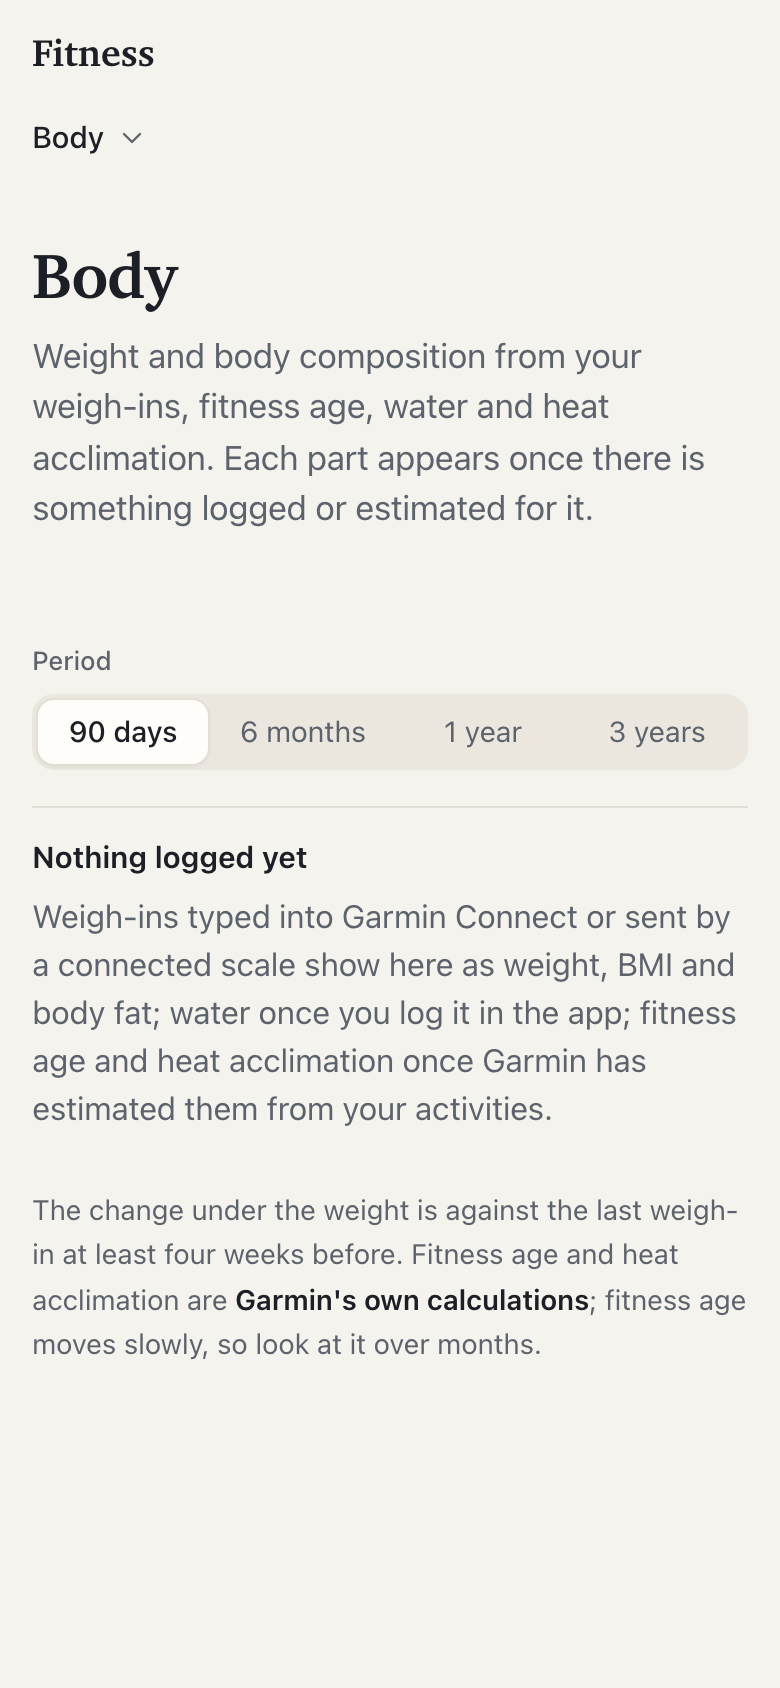 Fitness
Body
Body
Weight and body composition from your
weigh-ins, fitness age, water and heat
acclimation. Each part appears once there is
something logged or estimated for it.
Period
90 days 6 months 1 year 3 years
Nothing logged yet
Weigh-ins typed into Garmin Connect or sent by
a connected scale show here as weight, BMI and
body fat; water once you log it in the app; fitness
age and heat acclimation once Garmin has
estimated them from your activities.
The change under the weight is against the last weigh-
in at least four weeks before. Fitness age and heat
acclimation are Garmin's own calculations; fitness age
moves slowly, so look at it over months.